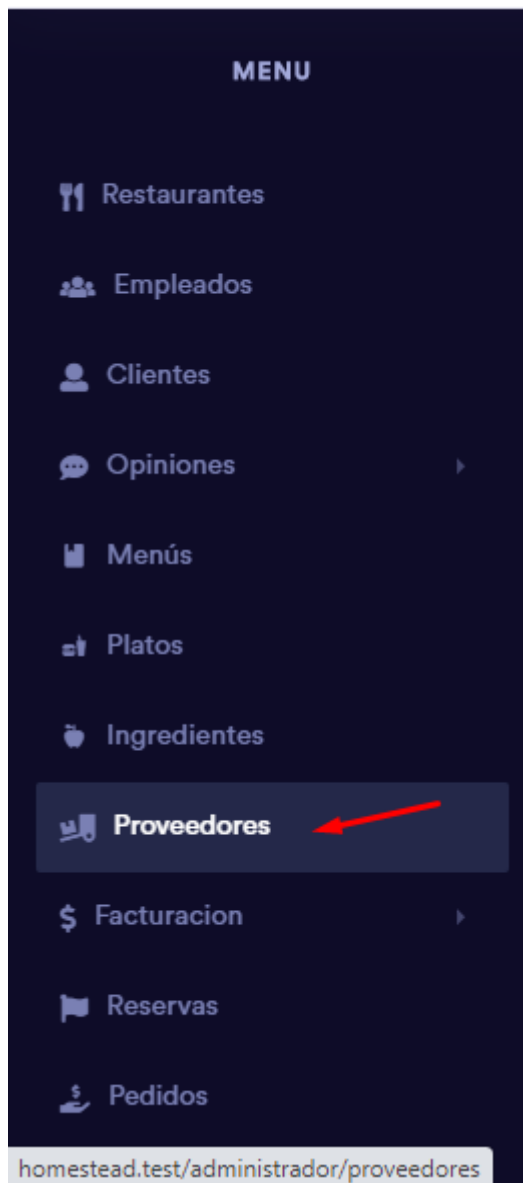 MENU
Restaurantes
Empleados
Clientes
Opiniones
Menús
Platos
Ingredientes
Proveedores
$ Facturacion
Reservas
Pedidos
homestead.test/administrador/proveedores